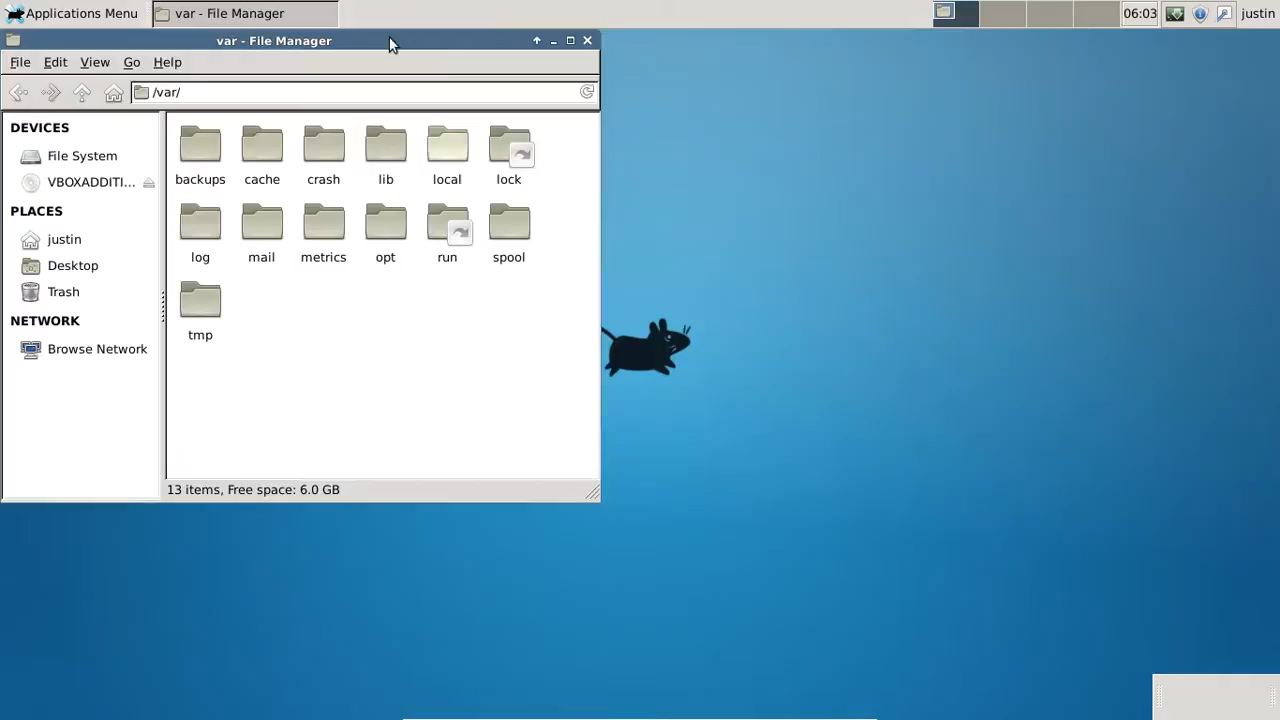 Applications Menu
var - File Manager
06:03
justin
var - File Manager
File Edit View Go Help
/var/
DEVICES
File System
VBOXADDITI...
PLACES
justin
Desktop
Trash
NETWORK
Browse Network
backups cache crash lib local lock
log mail metrics opt run spool
tmp
13 items, Free space: 6.0 GB